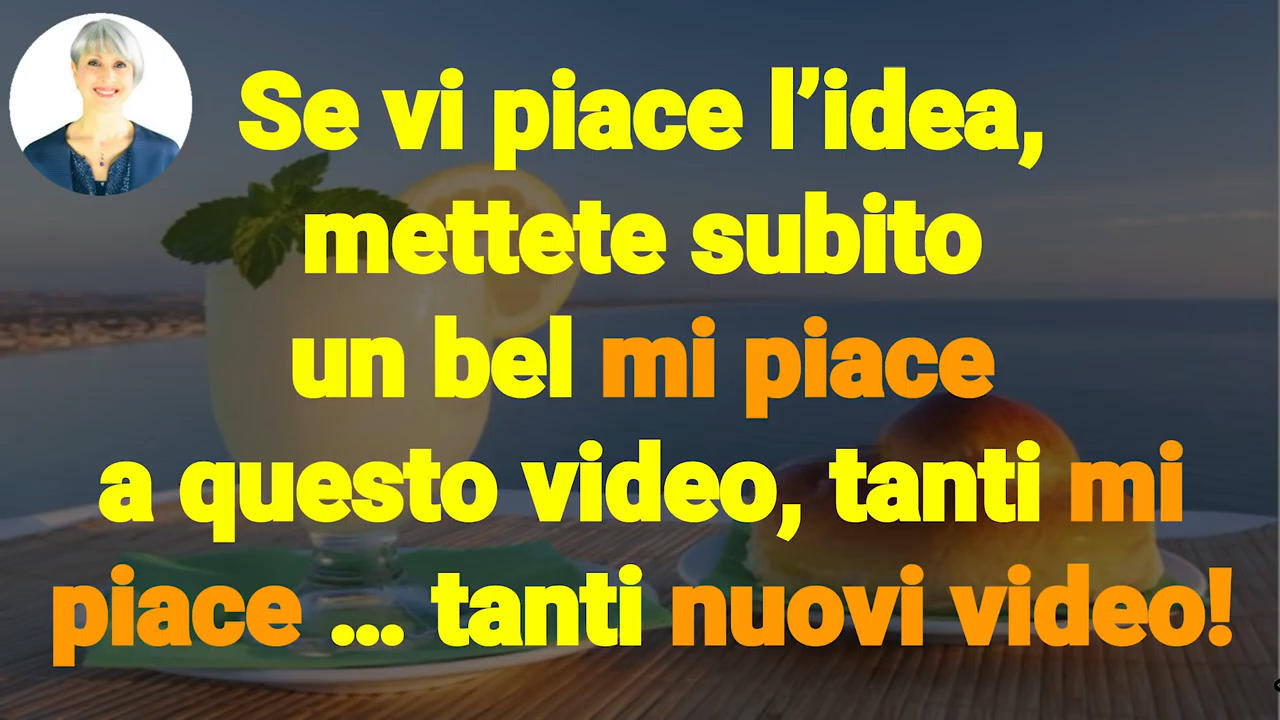 Se vi piace l’idea,
mettete subito
un bel mi piace
a questo video, tanti mi
piace ... tanti nuovi video!